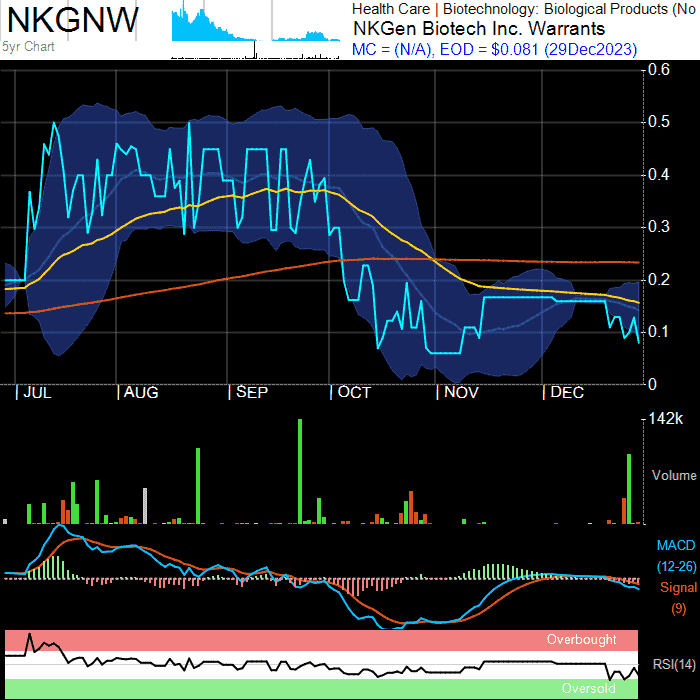 NKGNW
5yr Chart
Health Care | Biotechnology: Biological Products (No
NKGen Biotech Inc. Warrants
MC = (N/A), EOD = $0.081 (29Dec2023)
0.6
0.5
0.4
0.3
0.2
0.1
0
| JUL | AUG | SEP | OCT | NOV | DEC
142k
Volume
MACD
(12-26)
Signal
(9)
Overbought
RSI(14)
Oversold